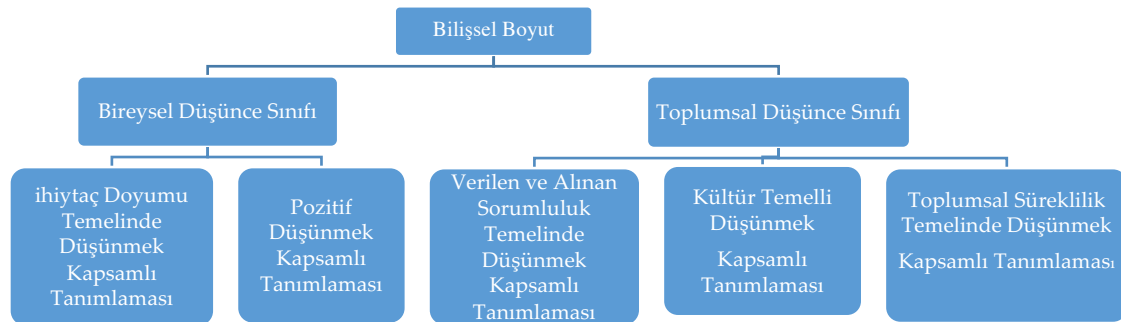 Bilişsel Boyut
Bireysel Düşünce Sınıfı
Toplumsal Düşünce Sınıfı
ihiytaç Doyumu
Temelinde
Düşünmek
Kapsamlı
Tanımlaması
Pozitif
Düşünmek
Kapsamlı
Tanımlaması
Verilen ve Alınan
Sorumluluk
Temelinde
Düşünmek
Kapsamlı
Tanımlaması
Kültür Temelli
Düşünmek
Kapsamlı
Tanımlaması
Toplumsal Süreklilik
Temelinde Düşünmek
Kapsamlı Tanımlaması